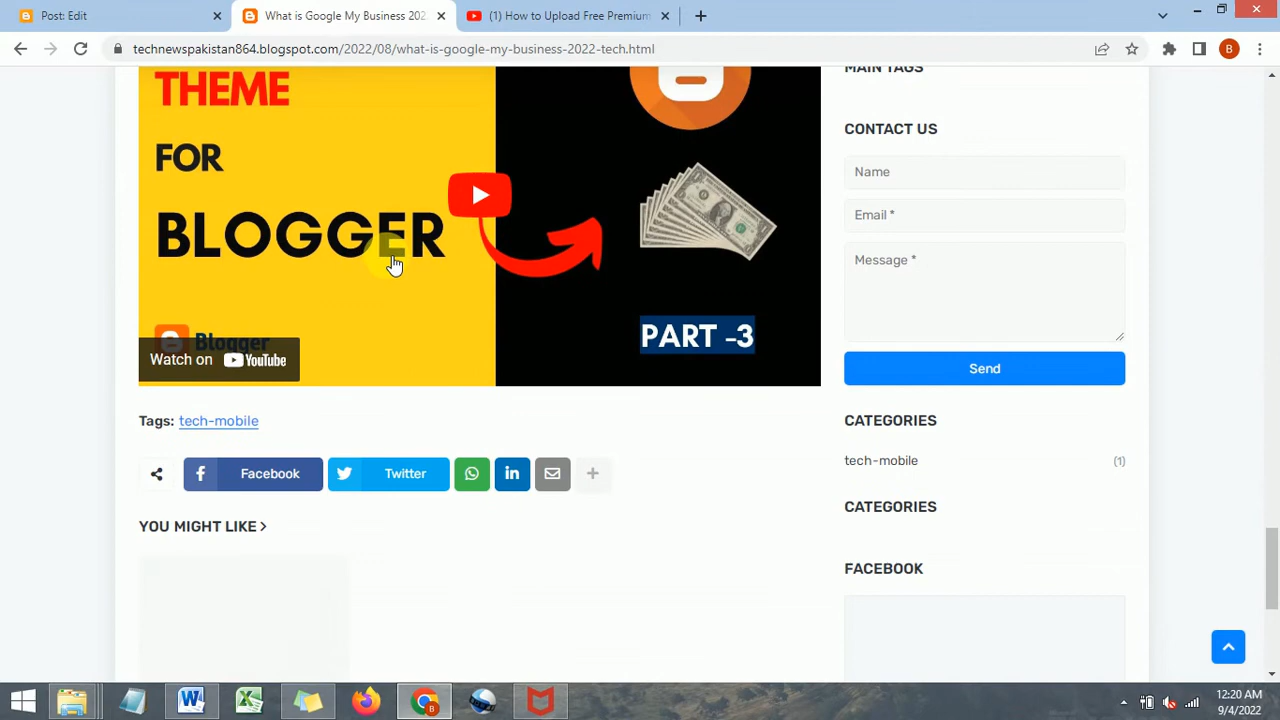 Post: Edit
What is Google My Business 202
(1) How to Upload Free Premium
technewspakistan864.blogspot.com/2022/08/what-is-google-my-business-2022-tech.html
B
THEME
FOR
BLOGGER
PART -3
Blogger
Watch on YouTube
Tags: tech-mobile
Facebook
Twitter
YOU MIGHT LIKE
MAIN TAGS
CONTACT US
Name
Email *
Message *
Send
CATEGORIES
tech-mobile (1)
CATEGORIES
FACEBOOK
12:20 AM
9/4/2022